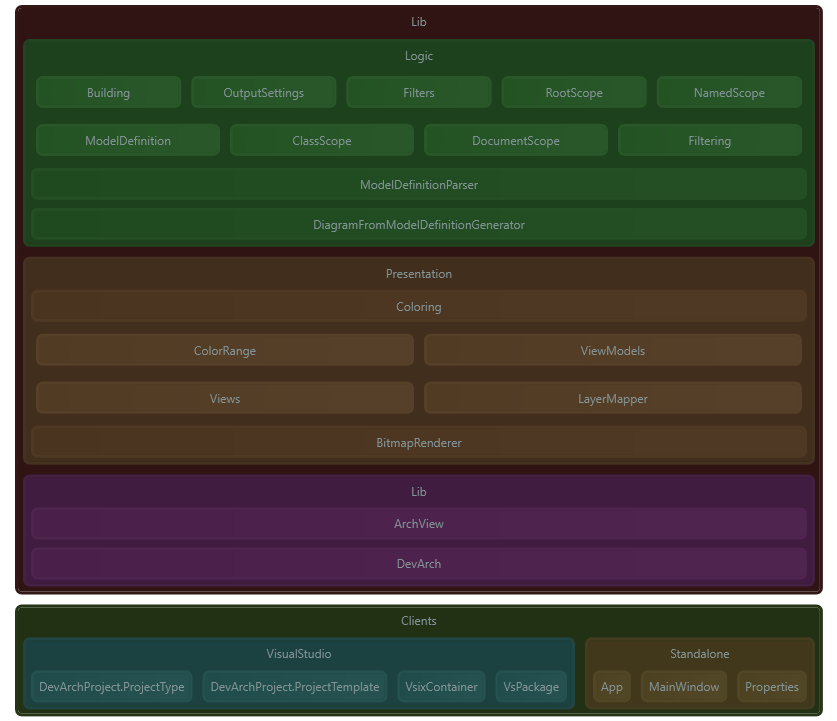 Lib
Logic
Building OutputSettings Filters RootScope NamedScope
ModelDefinition ClassScope DocumentScope Filtering
ModelDefinitionParser
DiagramFromModelDefinitionGenerator
Presentation
Coloring
ColorRange ViewModels
Views LayerMapper
BitmapRenderer
Lib
ArchView
DevArch
Clients
VisualStudio Standalone
DevArchProject.ProjectType DevArchProject.ProjectTemplate VsixContainer VsPackage App MainWindow Properties